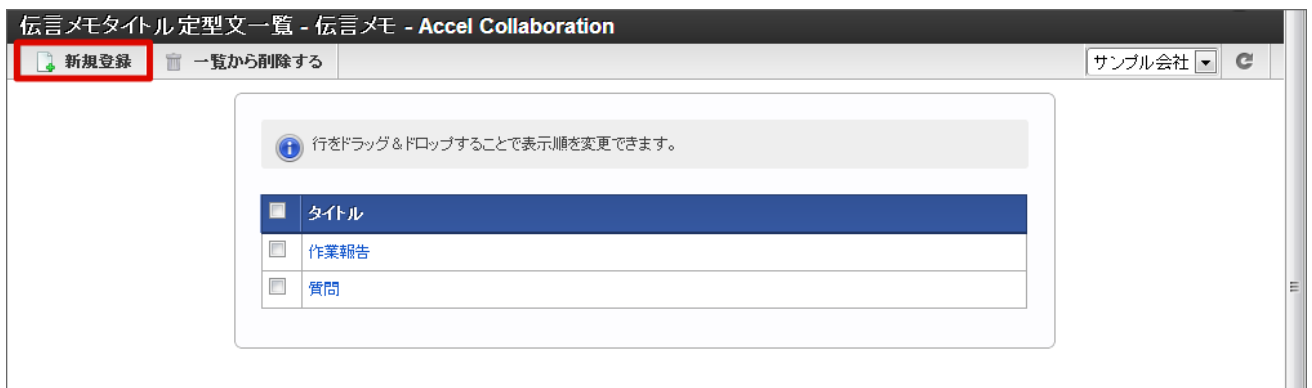 伝言メモタイトル定型文一覧 - 伝言メモ - Accel Collaboration
新規登録 一覧から削除する サンプル会社
行をドラッグ＆ドロップすることで表示順を変更できます。
タイトル
作業報告
質問